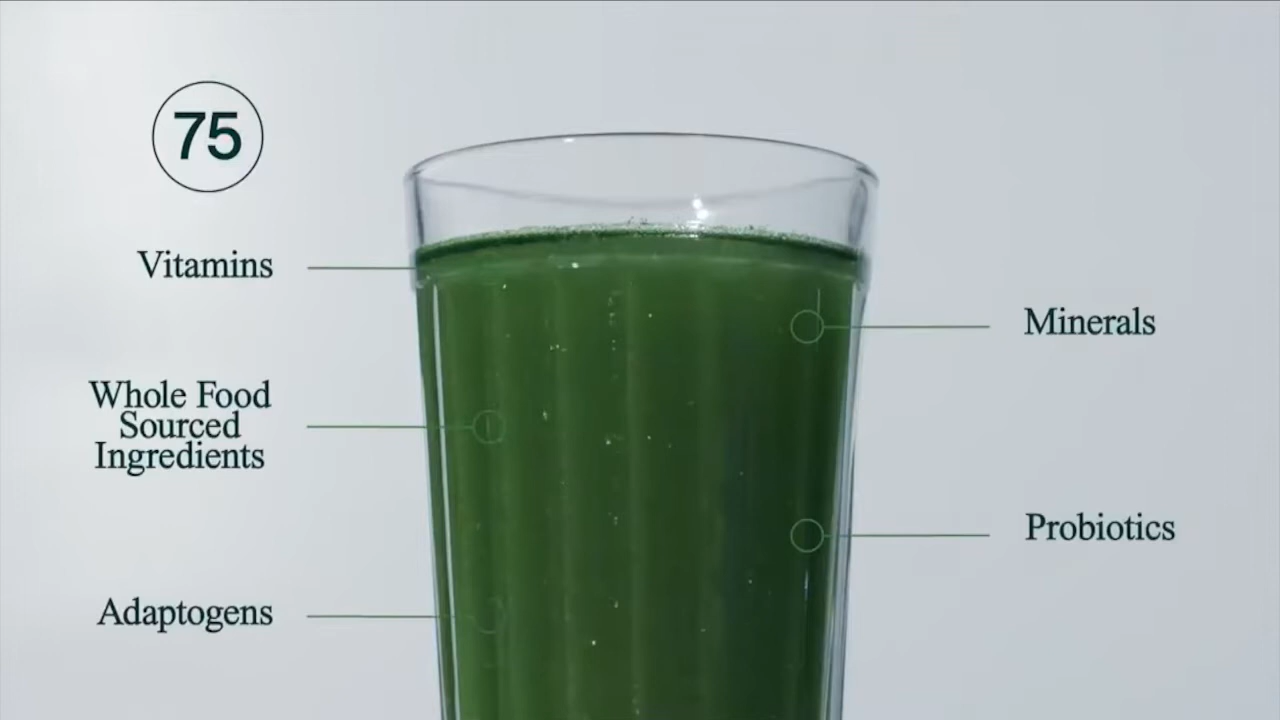 75
Vitamins
Whole Food
Sourced
Ingredients
Adaptogens
Minerals
Probiotics